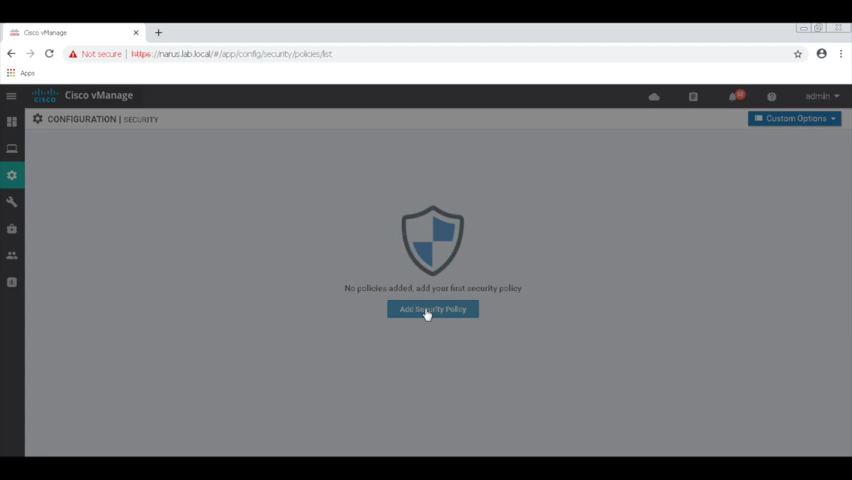 Cisco vManage
Not secure | https://narus.lab.local/#/app/config/security/policies/list
Apps
cisco Cisco vManage
admin
CONFIGURATION | SECURITY
Custom Options
No policies added, add your first security policy
Add Security Policy